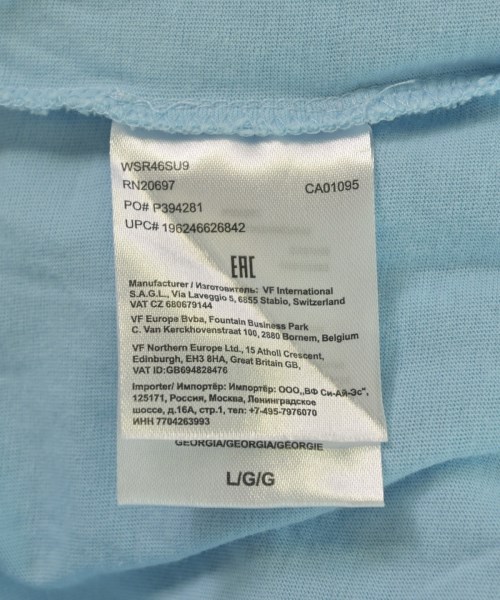 WSR46SU9
RN20697 CA01095
PO# P394281
UPC# 196246626842
EAC
Manufacturer / Изготовитель: VF International
S.A.G.L., Via Laveggio 5, 6855 Stabio, Switzerland
VAT CZ 680679144
VF Europa Bvba, Fountain Business Park
C. Van Kerckhovenstraat 100, 2880 Bornem, Belgium
VF Northern Europe Ltd., 15 Atholl Crescent,
Edinburgh, EH3 8HA, Great Britain GB,
VAT ID:GB694828476
Importer/ Импортёр: Импортёр: ООО„ВФ Си-Ай-Эс",
125171, Россия, Москва, Ленинградское
шоссе, д.16А, стр.1, тел: +7-495-7976070
ИНН 7704263993
GEORGIA/GEORGIA/GEORGIE
L/G/G